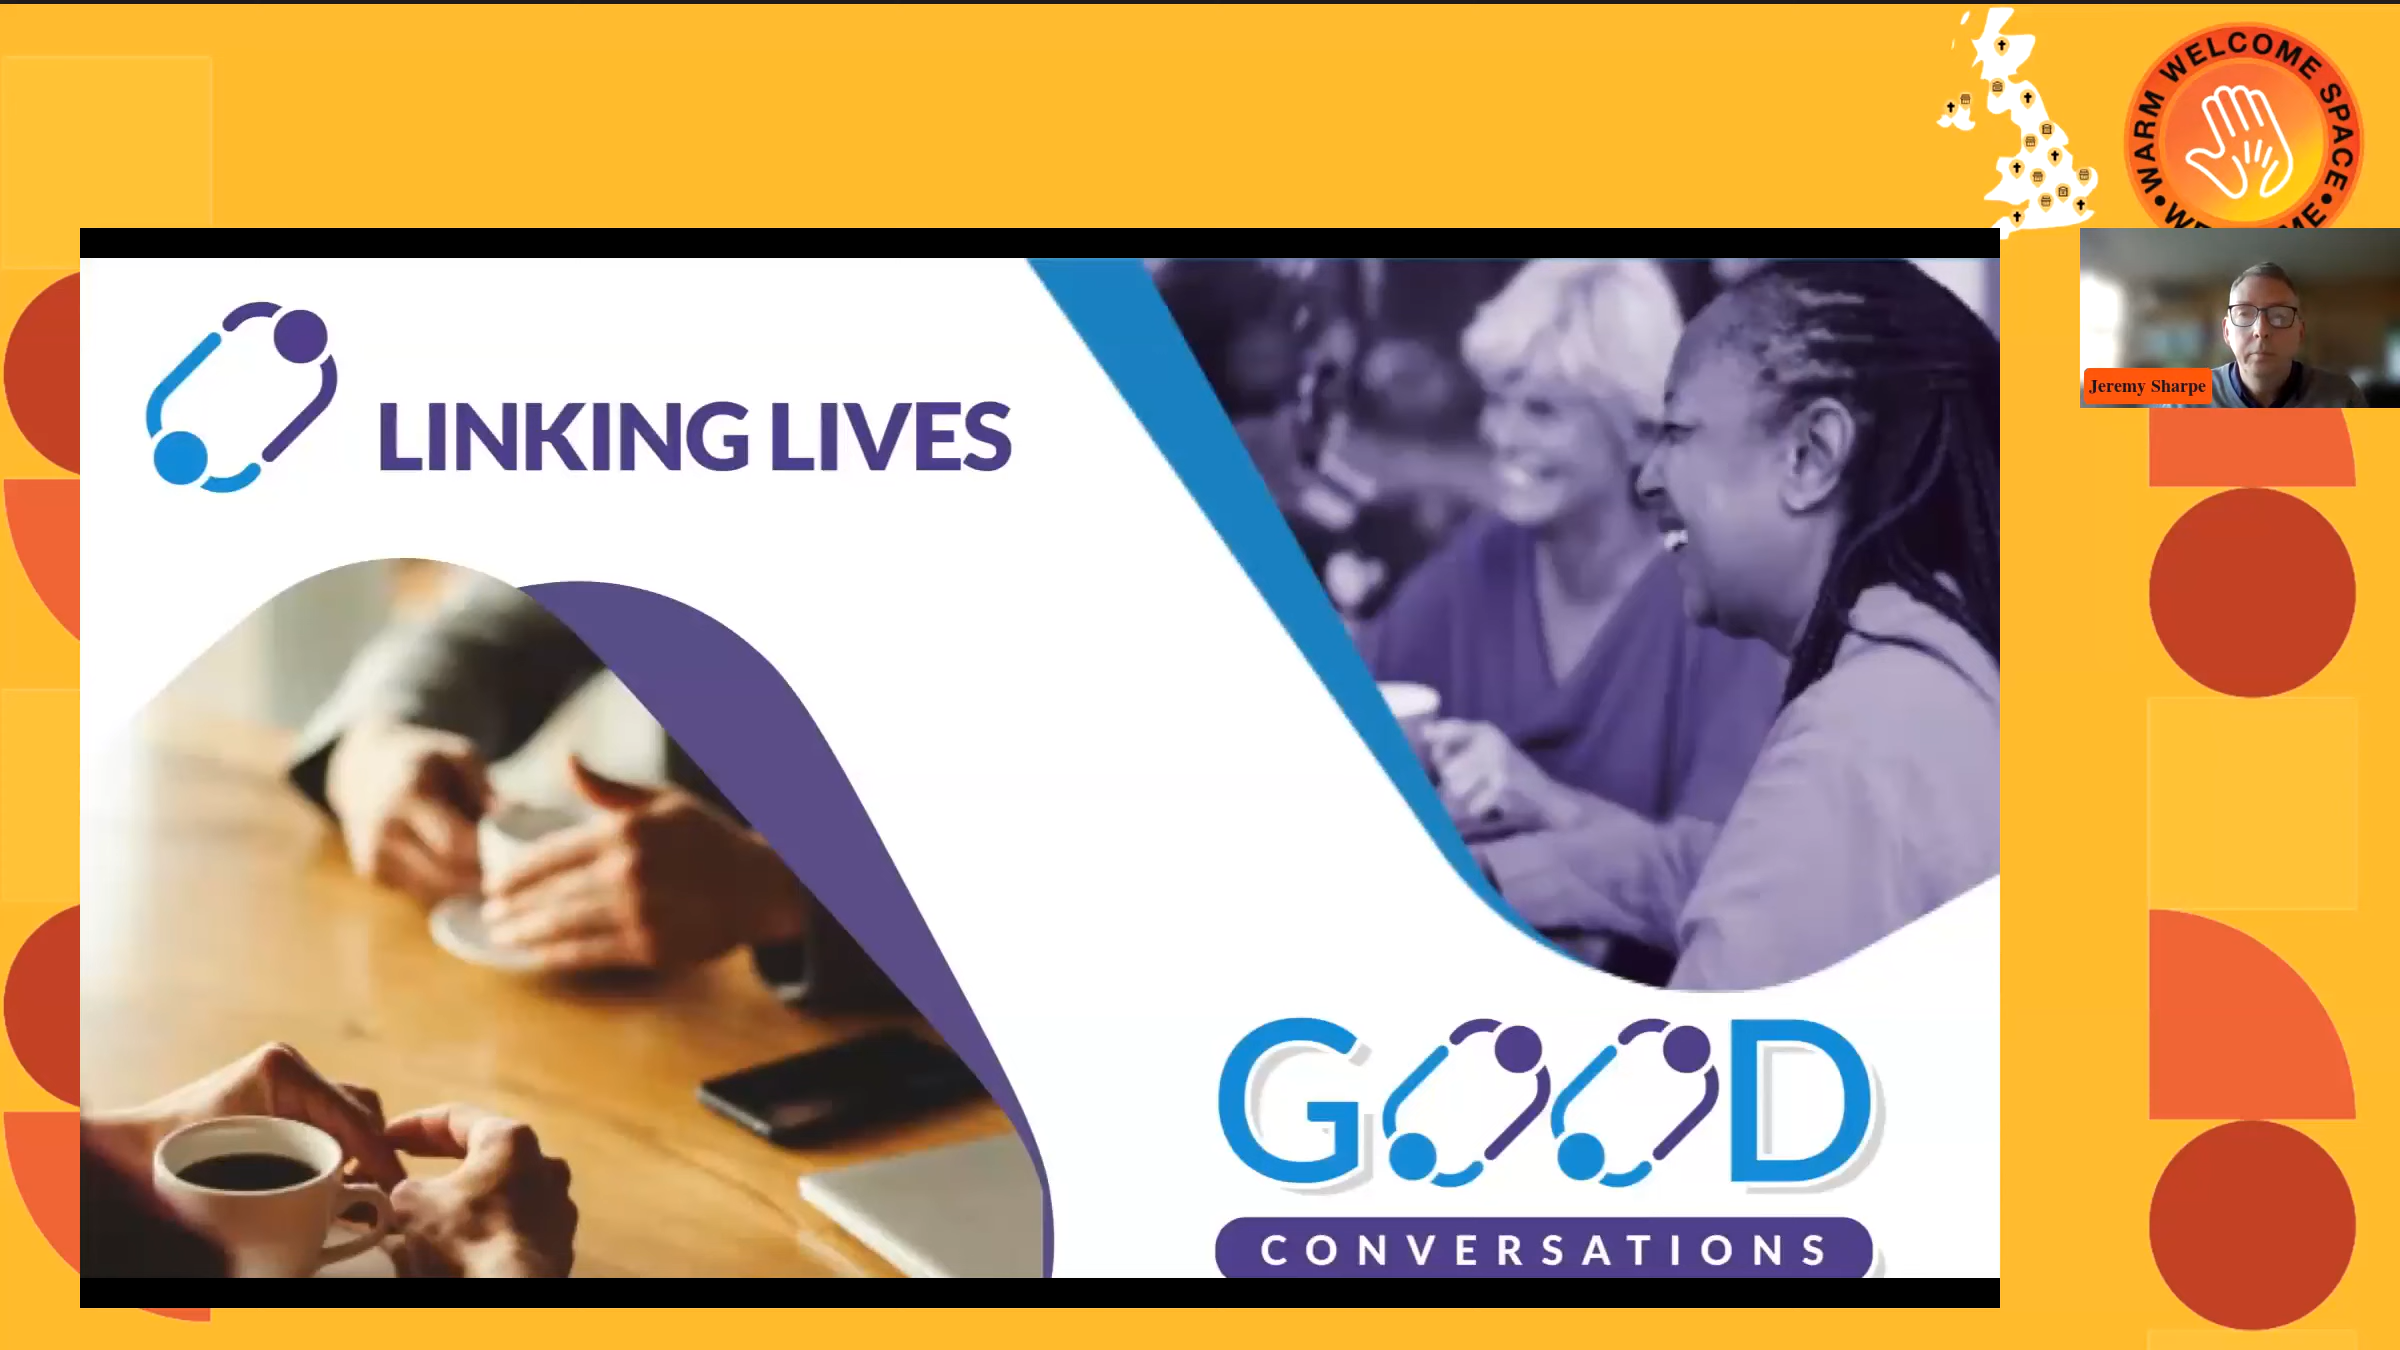 WARM WELCOME SPACE
LINKING LIVES
Jeremy Sharpe
GOOD
CONVERSATIONS